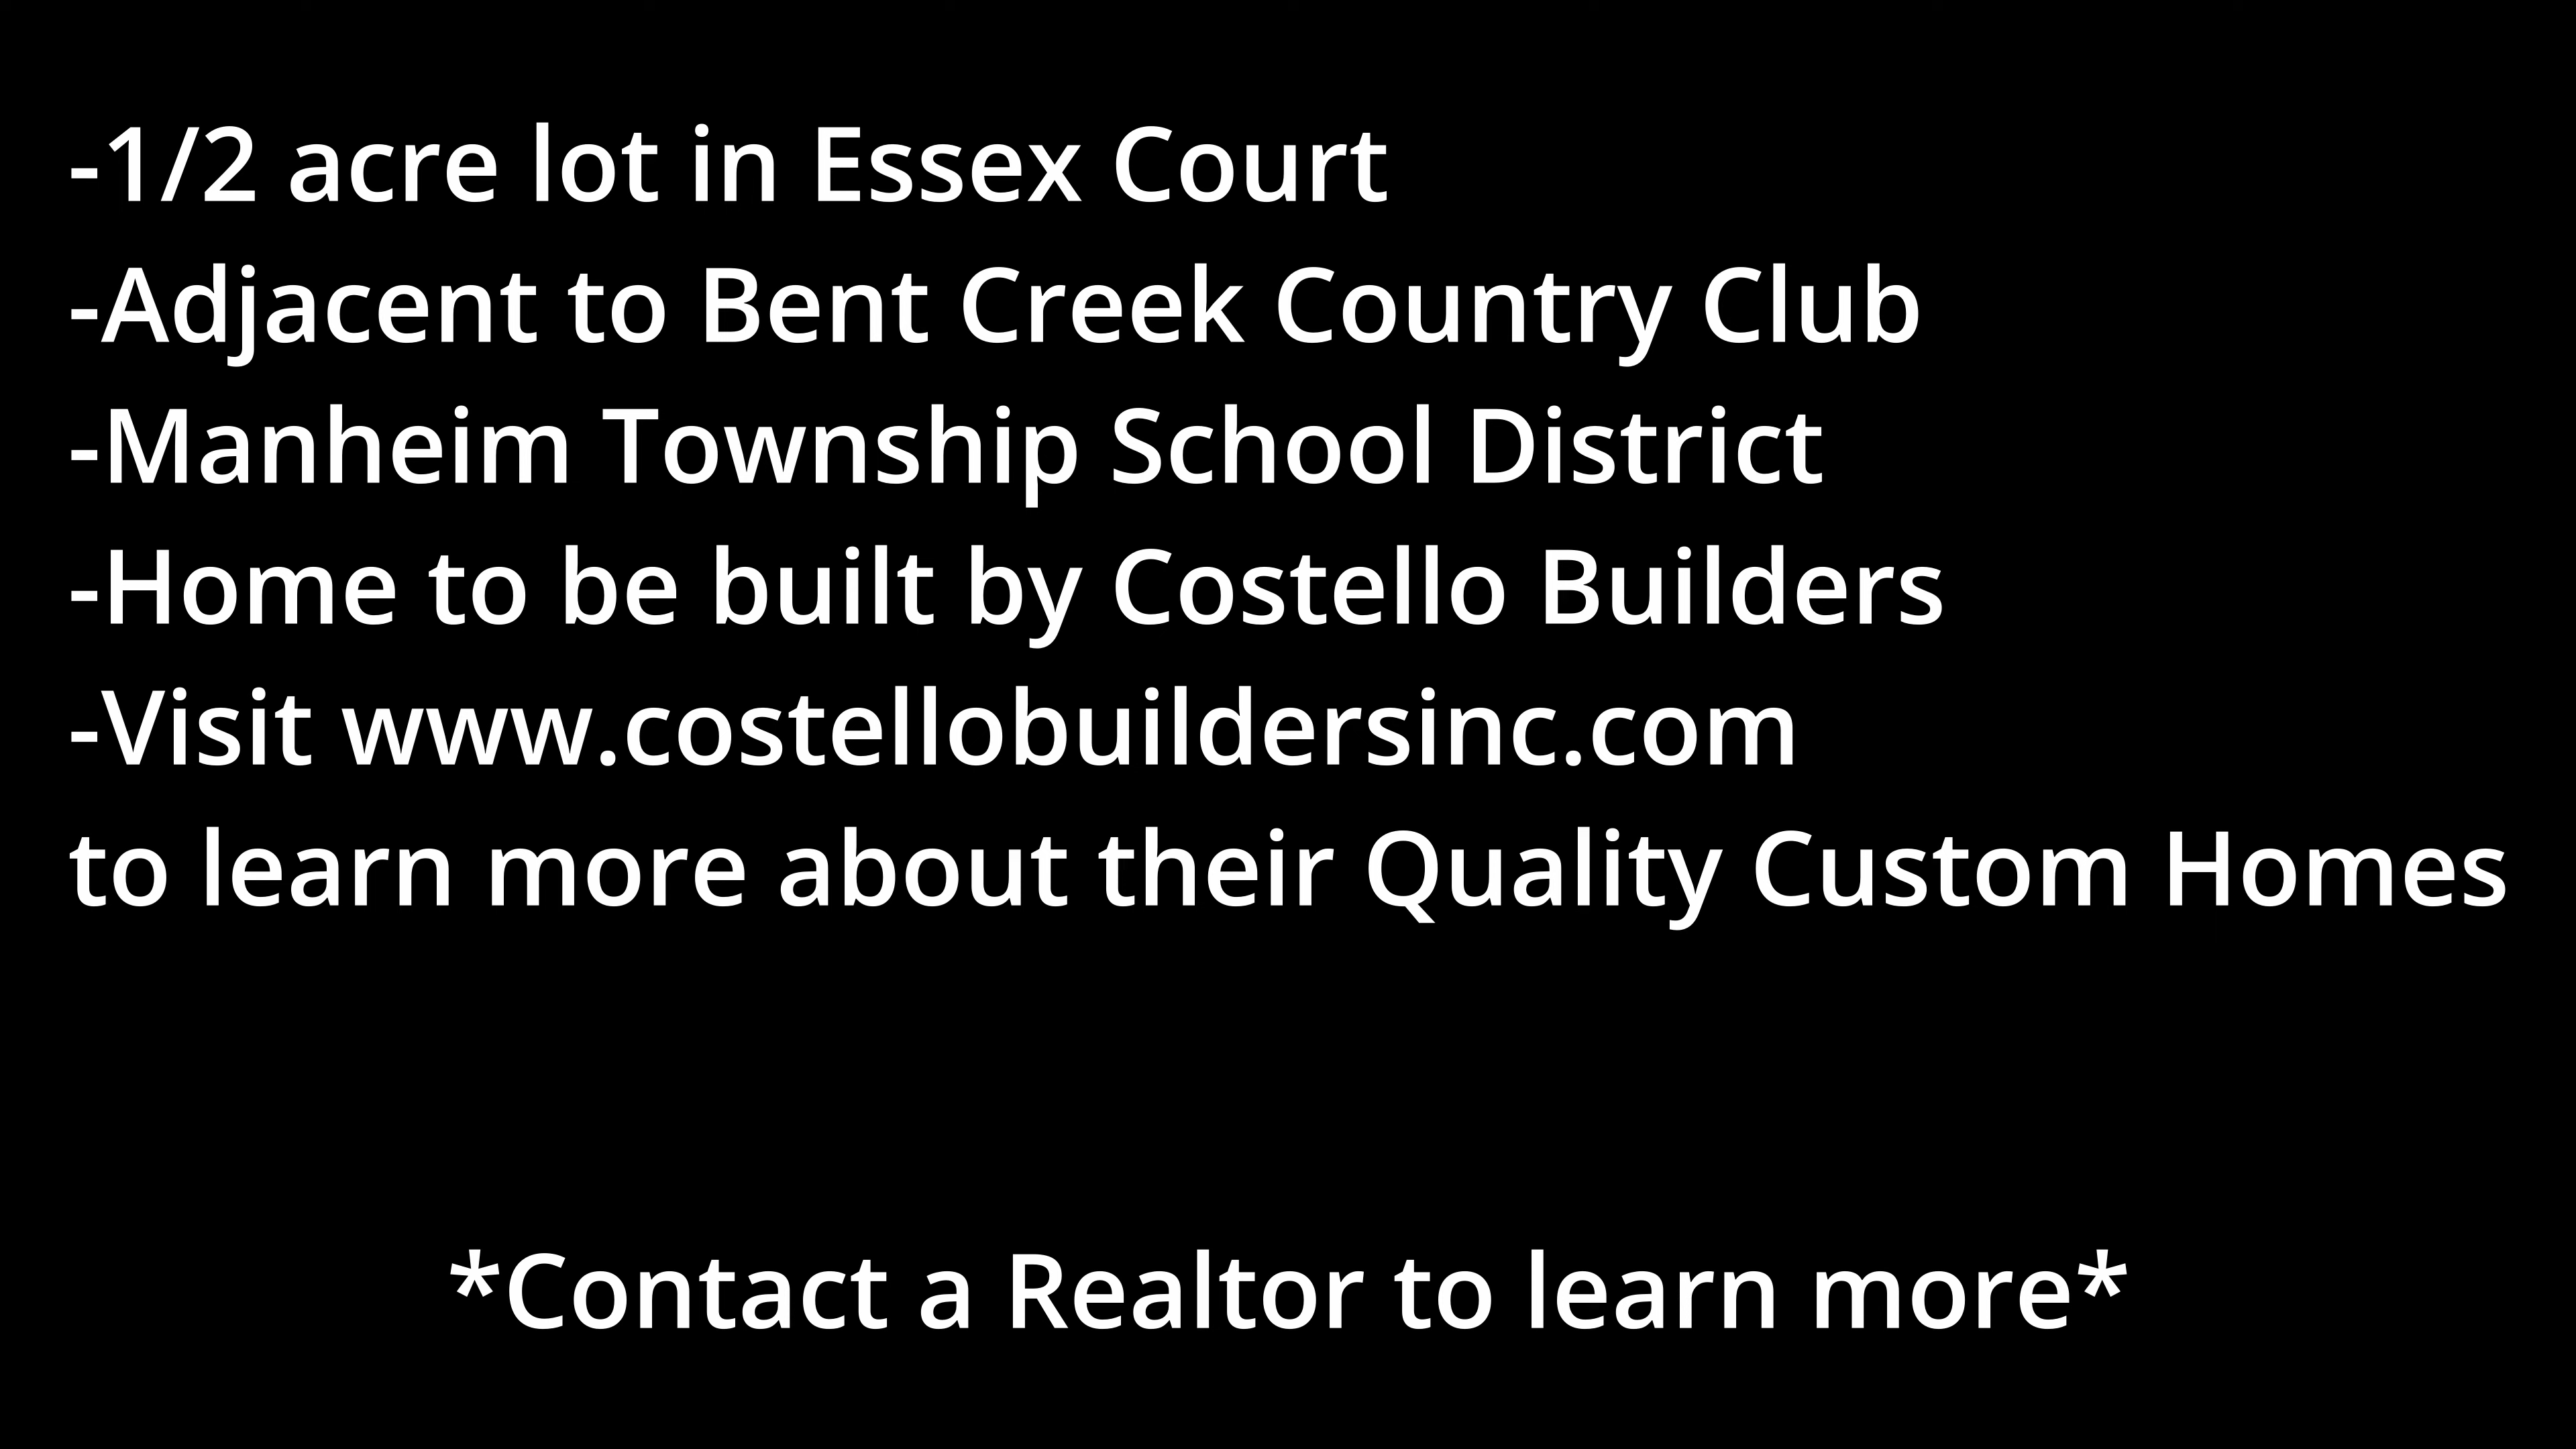 -1/2 acre lot in Essex Court
-Adjacent to Bent Creek Country Club
-Manheim Township School District
-Home to be built by Costello Builders
-Visit www.costellobuildersinc.com
to learn more about their Quality Custom Homes
*Contact a Realtor to learn more*